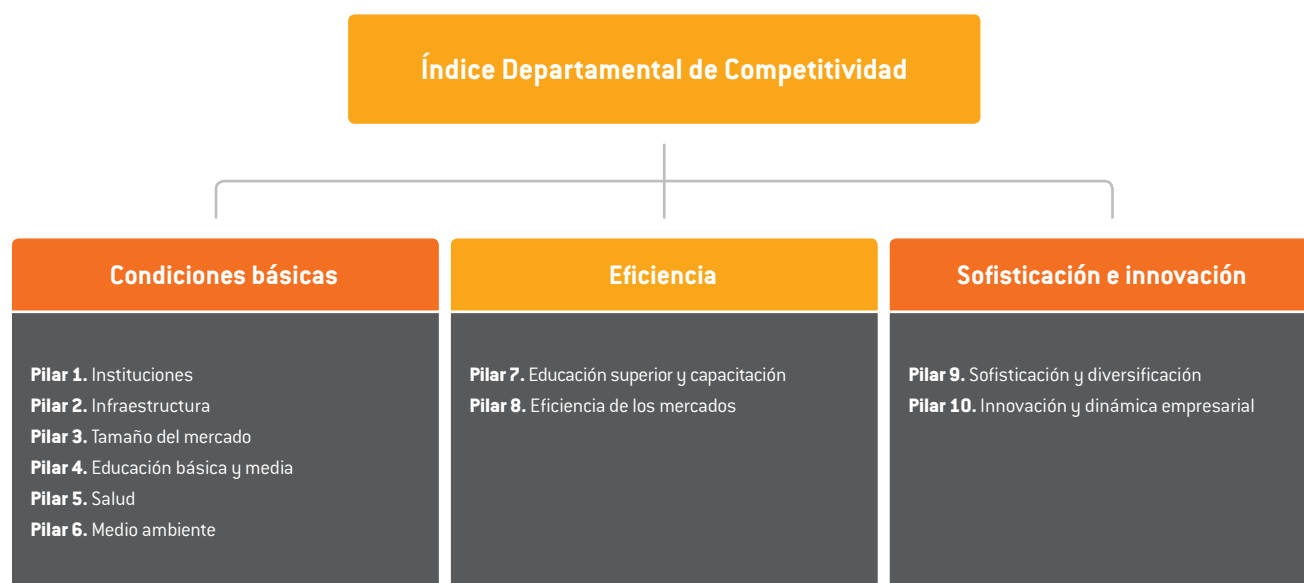 Índice Departamental de Competitividad
Condiciones básicas
Pilar 1. Instituciones
Pilar 2. Infraestructura
Pilar 3. Tamaño del mercado
Pilar 4. Educación básica y media
Pilar 5. Salud
Pilar 6. Medio ambiente
Eficiencia
Pilar 7. Educación superior y capacitación
Pilar 8. Eficiencia de los mercados
Sofisticación e innovación
Pilar 9. Sofisticación y diversificación
Pilar 10. Innovación y dinámica empresarial